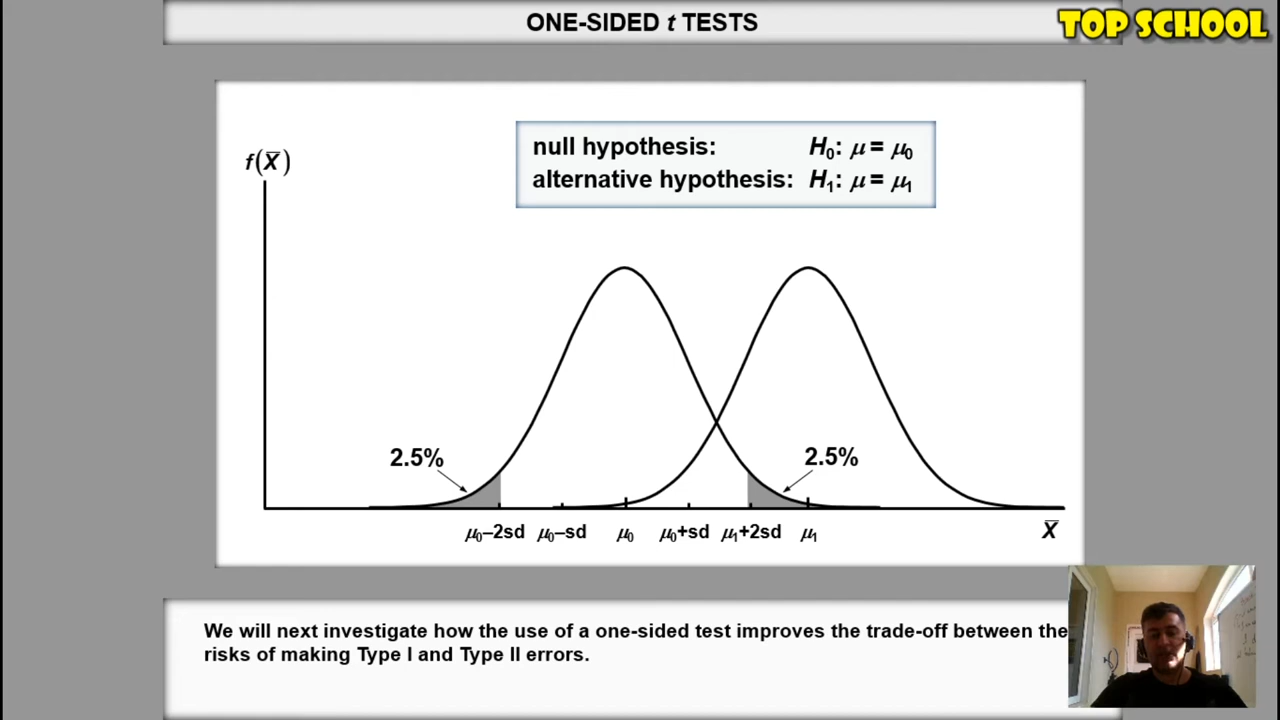 ONE-SIDED t TESTS
TOP SCHOOL
null hypothesis: H₀: μ = μ₀
alternative hypothesis: H₁: μ = μ₁
f(X̅)
2.5%
2.5%
μ₀–2sd μ₀–sd μ₀ μ₀+sd μ₁+2sd μ₁ X̅
We will next investigate how the use of a one-sided test improves the trade-off between the
risks of making Type I and Type II errors.